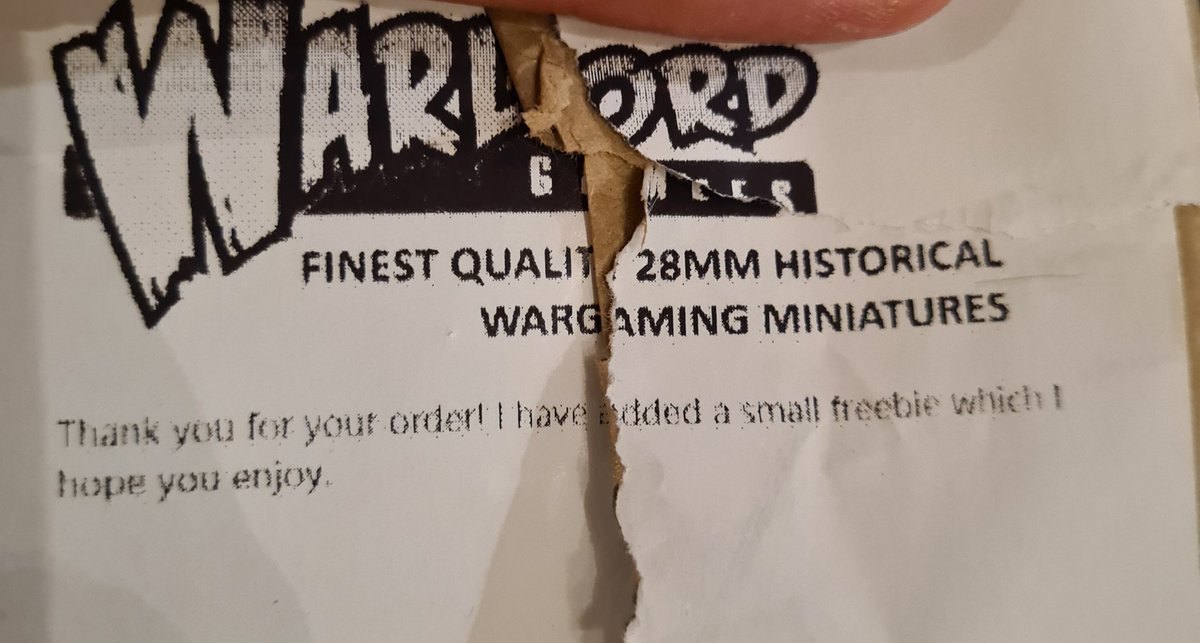 WARLORD
GAMES
FINEST QUALITY 28MM HISTORICAL
WARGAMING MINIATURES
Thank you for your order! I have added a small freebie which I
hope you enjoy.